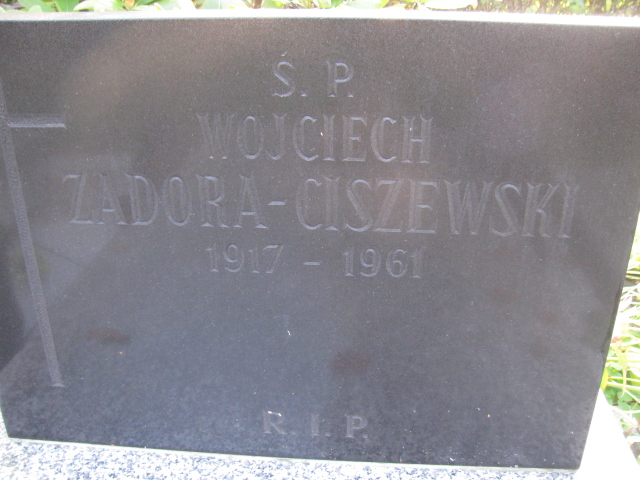 S. P.
WOJCIECH
ZADORA-CISZEWSKI
1917 - 1961
R. I. P.